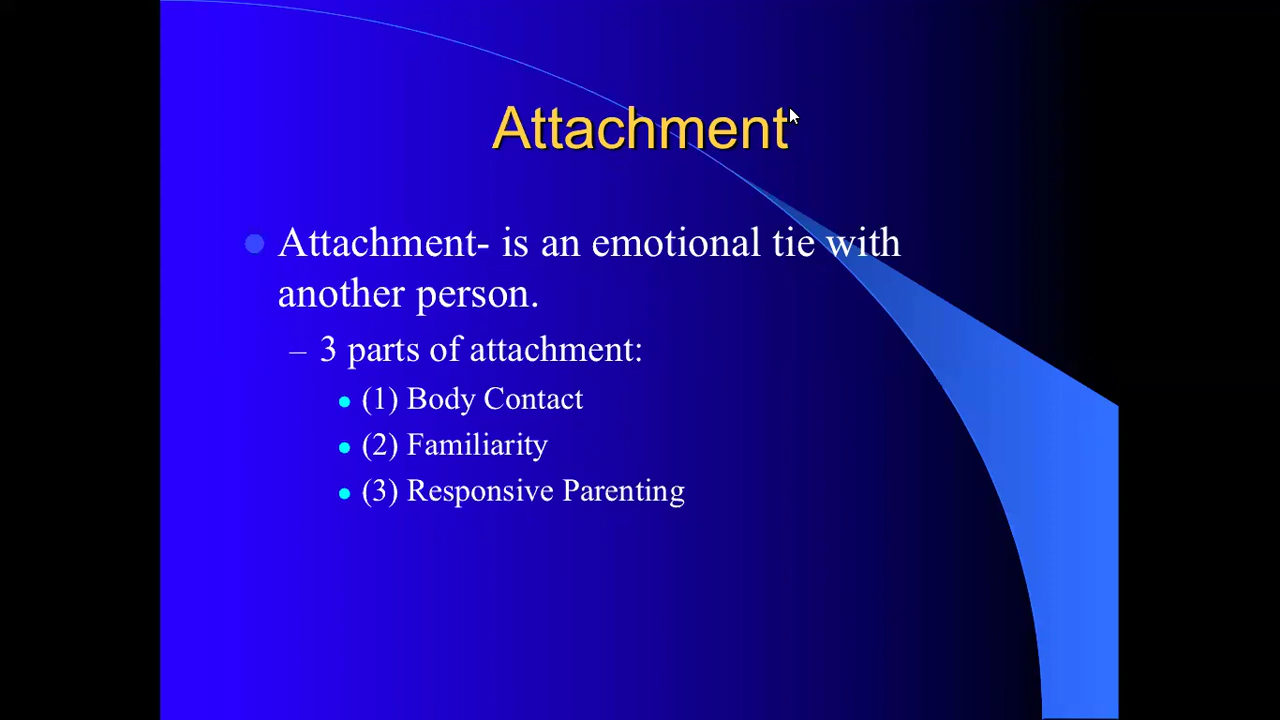 Attachment
Attachment- is an emotional tie with
another person.
– 3 parts of attachment:
(1) Body Contact
(2) Familiarity
(3) Responsive Parenting